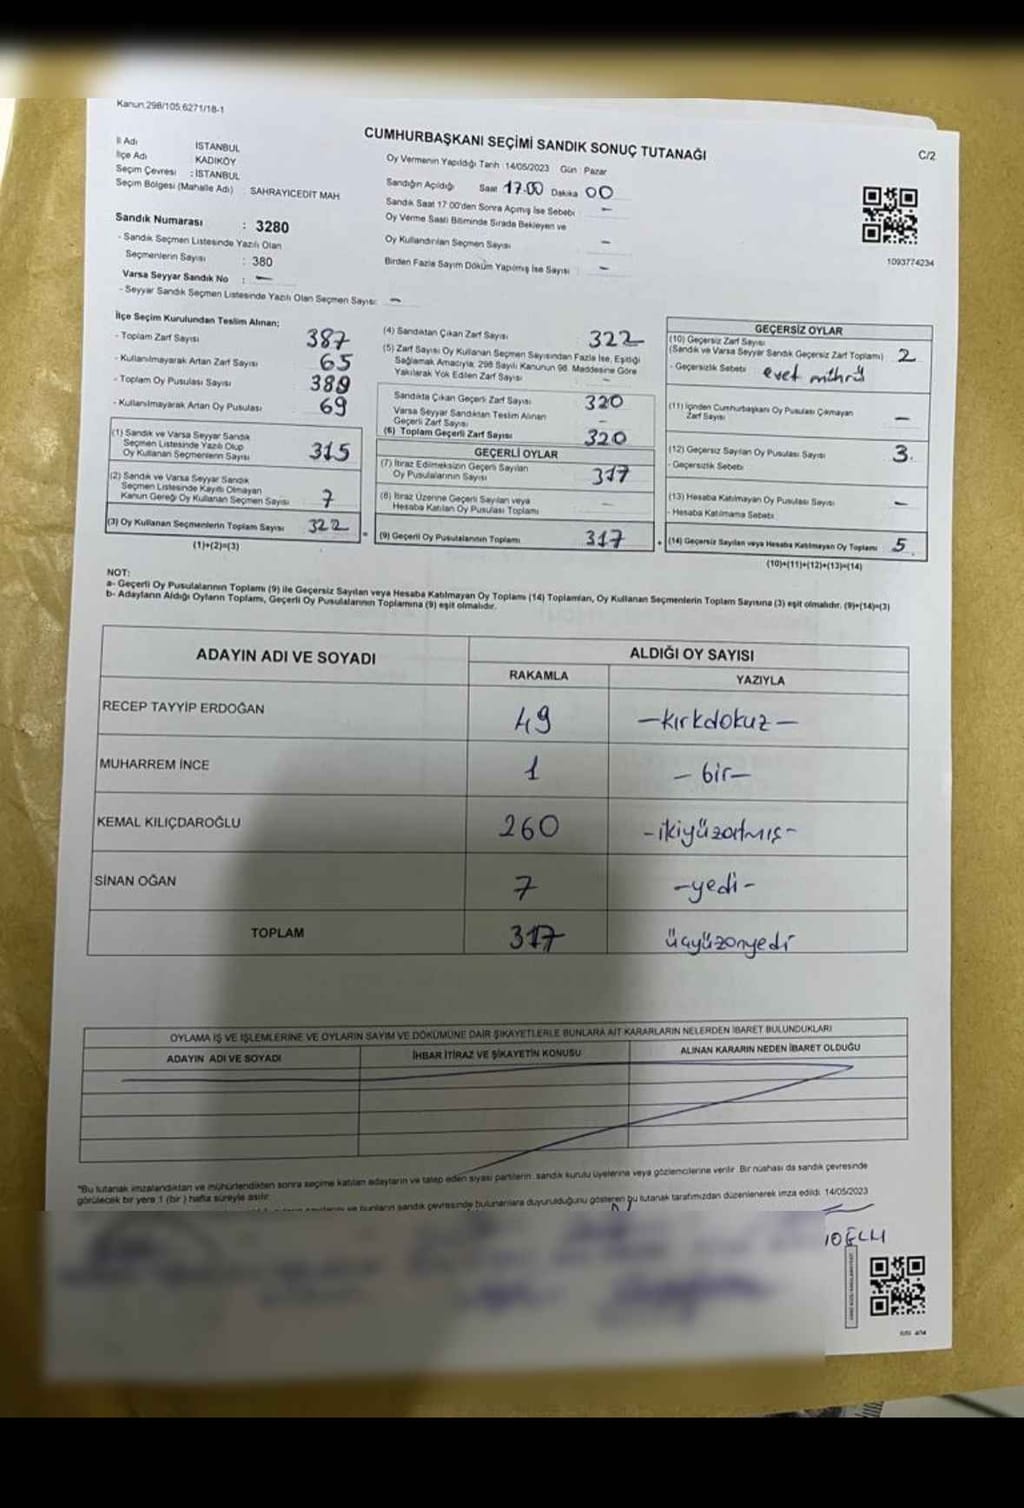 Kanun:298/105;6271/18-1
CUMHURBAŞKANI SEÇİMİ SANDIK SONUÇ TUTANAĞI
C/2
İl Adı İSTANBUL
İlçe Adı KADIKÖY
Seçim Çevresi : İSTANBUL
Seçim Bölgesi (Mahalle Adı) : SAHRAYICEDİT MAH
Sandık Numarası : 3280
- Sandık Seçmen Listesinde Yazılı Olan
Seçmenlerin Sayısı : 380
Varsa Seyyar Sandık No : —
- Seyyar Sandık Seçmen Listesinde Yazılı Olan Seçmen Sayısı: —
Oy Vermenin Yapıldığı Tarih :14/05/2023 Gün : Pazar
Sandığın Açıldığı Saat 17.00 Dakika 00
Sandık Saat 17:00'den Sonra Açılmış İse Sebebi : —
Oy Verme Saati Bitiminde Sırada Bekleyen ve
Oy Kullandırılan Seçmen Sayısı —
Birden Fazla Sayım Döküm Yapılmış İse Sayısı : —
1093774234
İlçe Seçim Kurulundan Teslim Alınan;
- Toplam Zarf Sayısı 387
- Kullanılmayarak Artan Zarf Sayısı 65
- Toplam Oy Pusulası Sayısı 389
- Kullanılmayarak Artan Oy Pusulası 69
(1) Sandık ve Varsa Seyyar Sandık
Seçmen Listesinde Yazılı Olup
Oy Kullanan Seçmenlerin Sayısı 315
(2) Sandık ve Varsa Seyyar Sandık
Seçmen Listesinde Kayıtlı Olmayan
Kanun Gereği Oy Kullanan Seçmen Sayısı 7
(3) Oy Kullanan Seçmenlerin Toplam Sayısı 322
(1)+(2)=(3)
(4) Sandıktan Çıkan Zarf Sayısı 322
(5) Zarf Sayısı Oy Kullanan Seçmen Sayısından Fazla İse, Eşitliği
Sağlamak Amacıyla; 298 Sayılı Kanunun 98. Maddesine Göre
Yakılarak Yok Edilen Zarf Sayısı —
Sandıkta Çıkan Geçerli Zarf Sayısı 320
Varsa Seyyar Sandıktan Teslim Alınan
Geçerli Zarf Sayısı —
(6) Toplam Geçerli Zarf Sayısı 320
GEÇERLİ OYLAR
(7) İtiraz Edilmeksizin Geçerli Sayılan
Oy Pusulalarının Sayısı 317
(8) İtiraz Üzerine Geçerli Sayılan veya
Hesaba Katılan Oy Pusulası Toplamı —
= (9) Geçerli Oy Pusulalarının Toplamı 317
GEÇERSİZ OYLAR
(10) Geçersiz Zarf Sayısı
(Sandık ve Varsa Seyyar Sandık Geçersiz Zarf Toplamı) 2
- Geçersizlik Sebebi evet mührü
(11) İçinden Cumhurbaşkanı Oy Pusulası Çıkmayan
Zarf Sayısı —
(12) Geçersiz Sayılan Oy Pusulası Sayısı 3.
- Geçersizlik Sebebi
(13) Hesaba Katılmayan Oy Pusulası Sayısı —
- Hesaba Katılmama Sebebi
+ (14) Geçersiz Sayılan veya Hesaba Katılmayan Oy Toplamı 5.
(10)+(11)+(12)+(13)=(14)
NOT:
a- Geçerli Oy Pusulalarının Toplamı (9) ile Geçersiz Sayılan veya Hesaba Katılmayan Oy Toplamı (14) Toplamları, Oy Kullanan Seçmenlerin Toplam Sayısına (3) eşit olmalıdır. (9)+(14)=(3)
b- Adayların Aldığı Oyların Toplamı, Geçerli Oy Pusulalarının Toplamına (9) eşit olmalıdır.
ADAYIN ADI VE SOYADI
ALDIĞI OY SAYISI
RAKAMLA YAZIYLA
RECEP TAYYİP ERDOĞAN 49 —kırkdokuz—
MUHARREM İNCE 1 —bir—
KEMAL KILIÇDAROĞLU 260 -ikiyüzatmış-
SİNAN OĞAN 7 —yedi-
TOPLAM 317 üçyüzonyedi
OYLAMA İŞ VE İŞLEMLERİNE VE OYLARIN SAYIM VE DÖKÜMÜNE DAİR ŞİKAYETLERLE BUNLARA AİT KARARLARIN NELERDEN İBARET BULUNDUKLARI
ADAYIN ADI VE SOYADI İHBAR İTİRAZ VE ŞİKAYETİN KONUSU ALINAN KARARIN NEDEN İBARET OLDUĞU
"Bu tutanak imzalandıktan ve mühürlendikten sonra seçime katılan adayların ve talep eden siyasi partilerin sandık kurulu üyelerine veya gözlemcilerine verilir. Bir nüshası da sandık çevresinde
görülecek bir yere 1 (bir) hafta süreyle asılır.
ve bunların sandık çevresinde bulunanlara duyurulduğunu gösteren bu tutanak tarafımızdan düzenlenerek imza edildi. 14/05/2023